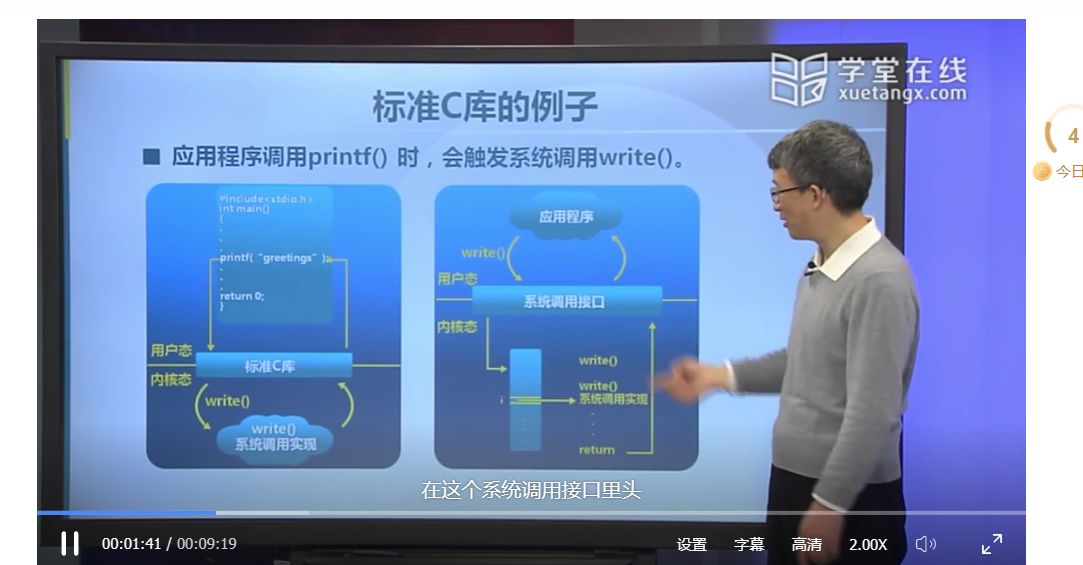 学堂在线
xuetangx.com
标准C库的例子
■ 应用程序调用printf() 时，会触发系统调用write()。
#include<stdio.h>
int main()
{
.
.
.
printf( "greetings" );
.
.
.
return 0;
}
用户态
标准C库
内核态
write()
write()
系统调用实现
应用程序
write()
用户态
系统调用接口
内核态
write()
i
write()
系统调用实现
.
.
.
return
在这个系统调用接口里头
00:01:41 / 00:09:19
设置
字幕
高清
2.00X
4
今日